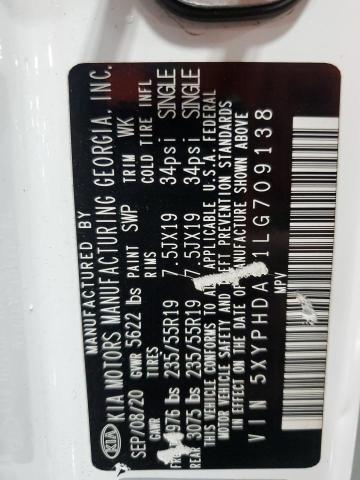 MANUFACTURED BY
KIA KIA MOTORS MANUFACTURING GEORGIA, INC.
SEP/08/20 GVWR 5622 lbs PAINT SWP TRIM WK
GAWR TIRES RIMS COLD TIRE INFL
976 lbs 235/55R19 7.5JX19 34psi SINGLE
REAR 3075 lbs 235/55R19 7.5JX19 34psi SINGLE
THIS VEHICLE CONFORMS TO ALL APPLICABLE U.S.A. FEDERAL
MOTOR VEHICLE SAFETY AND THEFT PREVENTION STANDARDS
IN EFFECT ON THE DATE OF MANUFACTURE SHOWN ABOVE
VIN 5XYPHDA 1LG709138
MPV